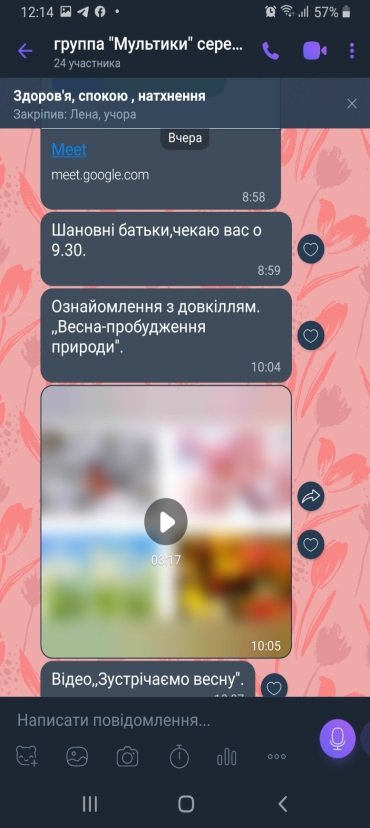 12:14
57%
группа "Мультики" сере...
24 участника
Здоров'я, спокою , натхнення
Закріпив: Лена, учора
Вчера
Meet
meet.google.com
8:58
Шановні батьки,чекаю вас о
9.30.
8:59
Ознайомлення з довкіллям.
,,Весна-пробудження
природи".
10:04
03:17
10:05
Відео,,Зустрічаємо весну".
Написати повідомлення...